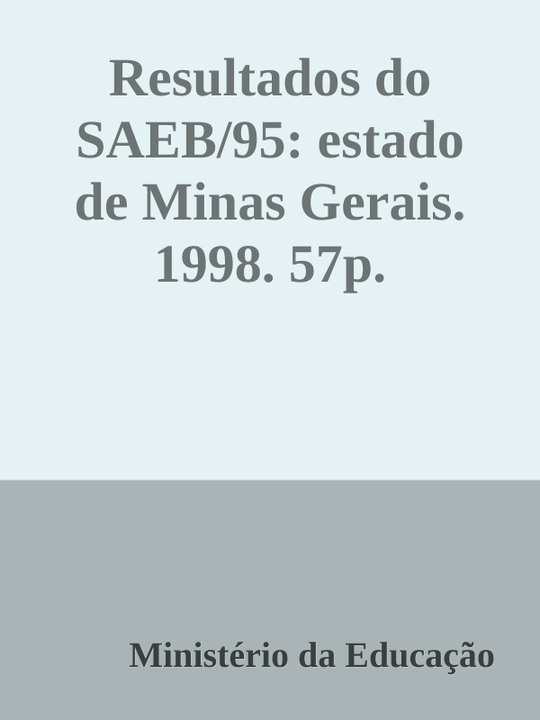 Resultados do
SAEB/95: estado
de Minas Gerais.
1998. 57p.
Ministério da Educação